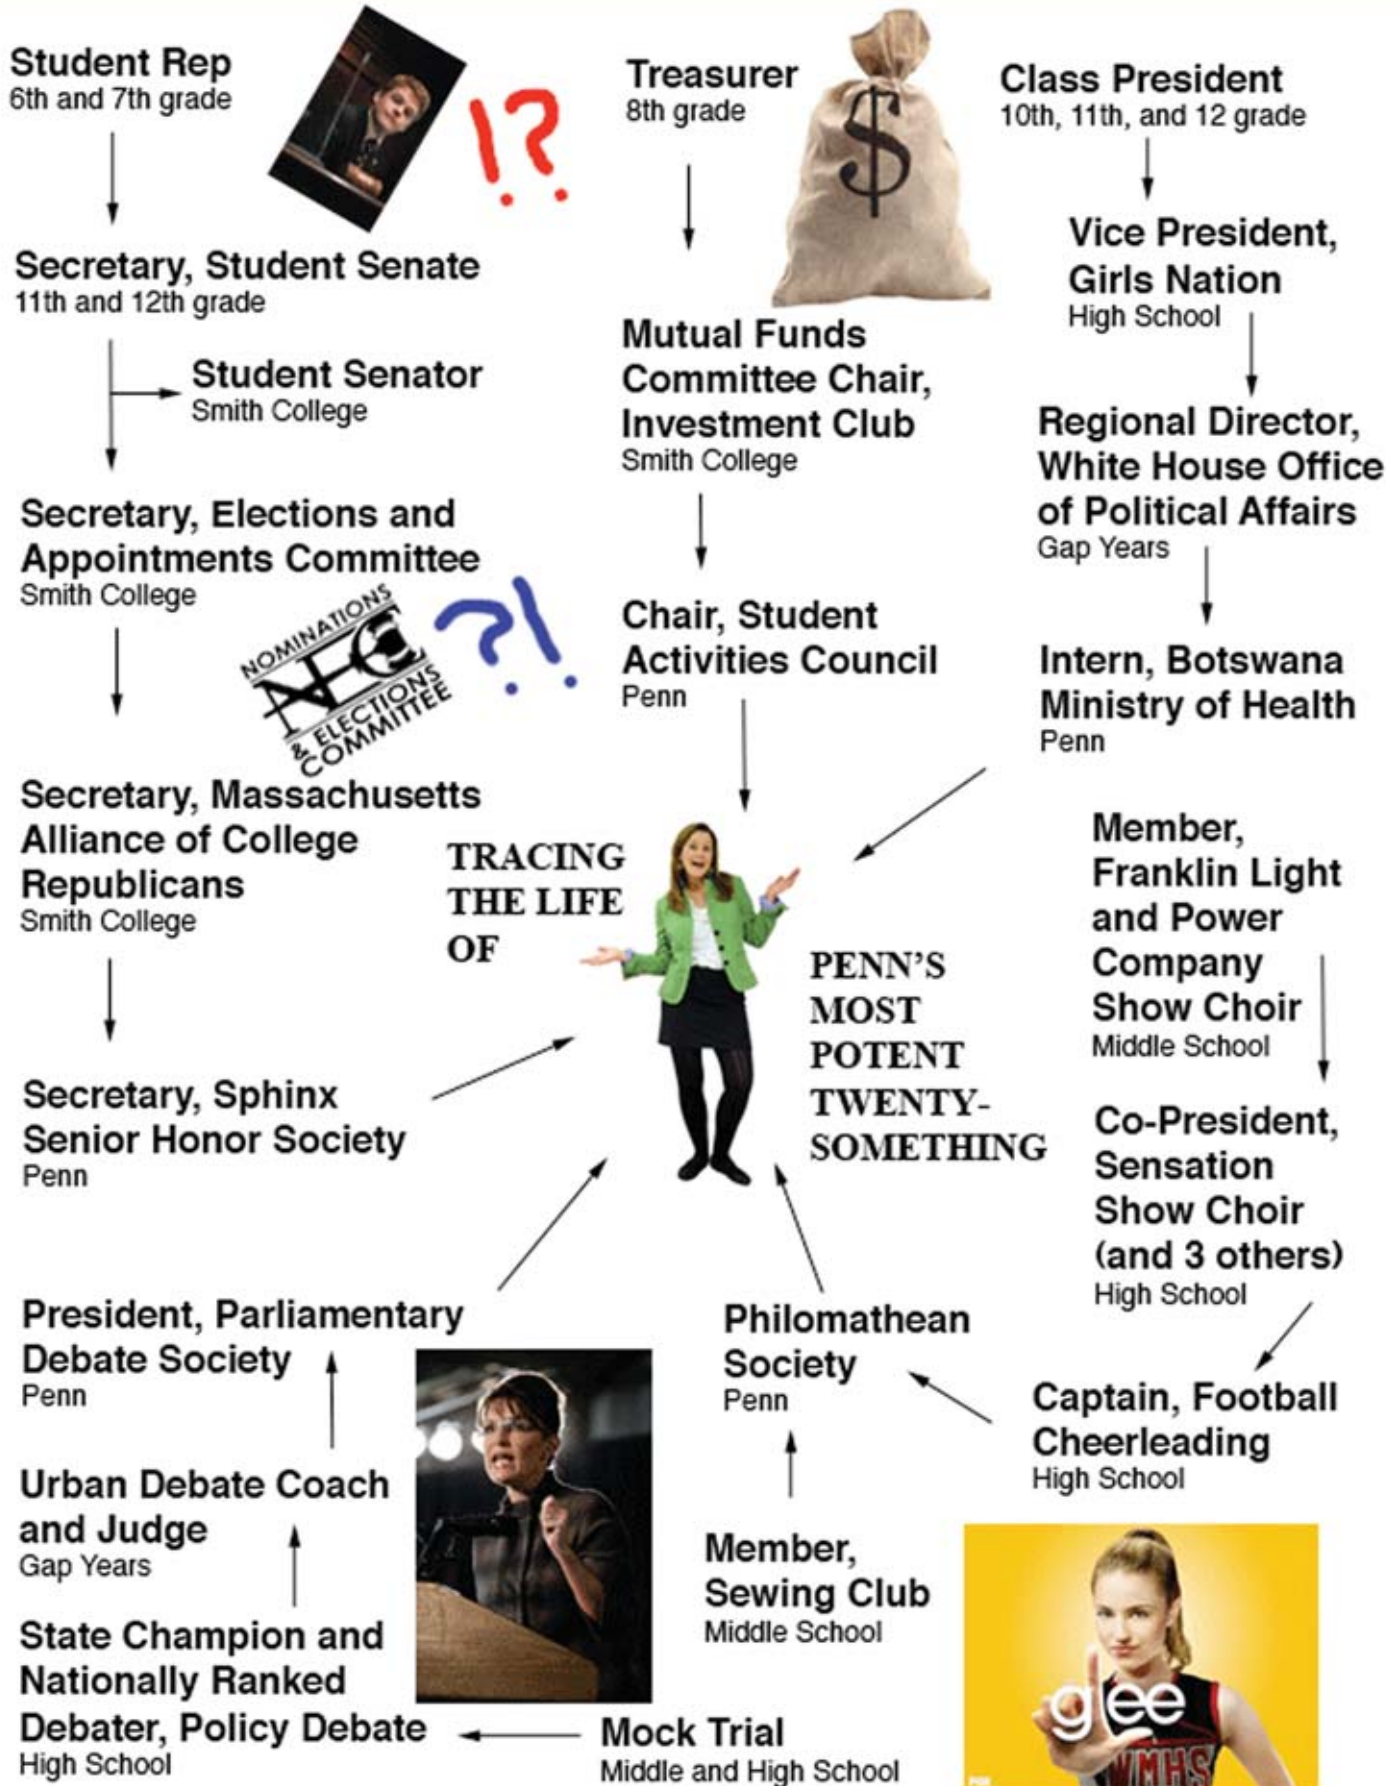 Student Rep
6th and 7th grade
!?
Secretary, Student Senate
11th and 12th grade
Student Senator
Smith College
Secretary, Elections and
Appointments Committee
Smith College
NOMINATIONS
NEC
& ELECTIONS
COMMITTEE
?!
Secretary, Massachusetts
Alliance of College
Republicans
Smith College
Secretary, Sphinx
Senior Honor Society
Penn
Treasurer
8th grade
$
Mutual Funds
Committee Chair,
Investment Club
Smith College
Chair, Student
Activities Council
Penn
Class President
10th, 11th, and 12 grade
Vice President,
Girls Nation
High School
Regional Director,
White House Office
of Political Affairs
Gap Years
Intern, Botswana
Ministry of Health
Penn
TRACING
THE LIFE
OF
PENN'S
MOST
POTENT
TWENTY-
SOMETHING
Member,
Franklin Light
and Power
Company
Show Choir
Middle School
Co-President,
Sensation
Show Choir
(and 3 others)
High School
Captain, Football
Cheerleading
High School
Philomathean
Society
Penn
Member,
Sewing Club
Middle School
President, Parliamentary
Debate Society
Penn
Urban Debate Coach
and Judge
Gap Years
State Champion and
Nationally Ranked
Debater, Policy Debate
High School
Mock Trial
Middle and High School
glee
WMHS